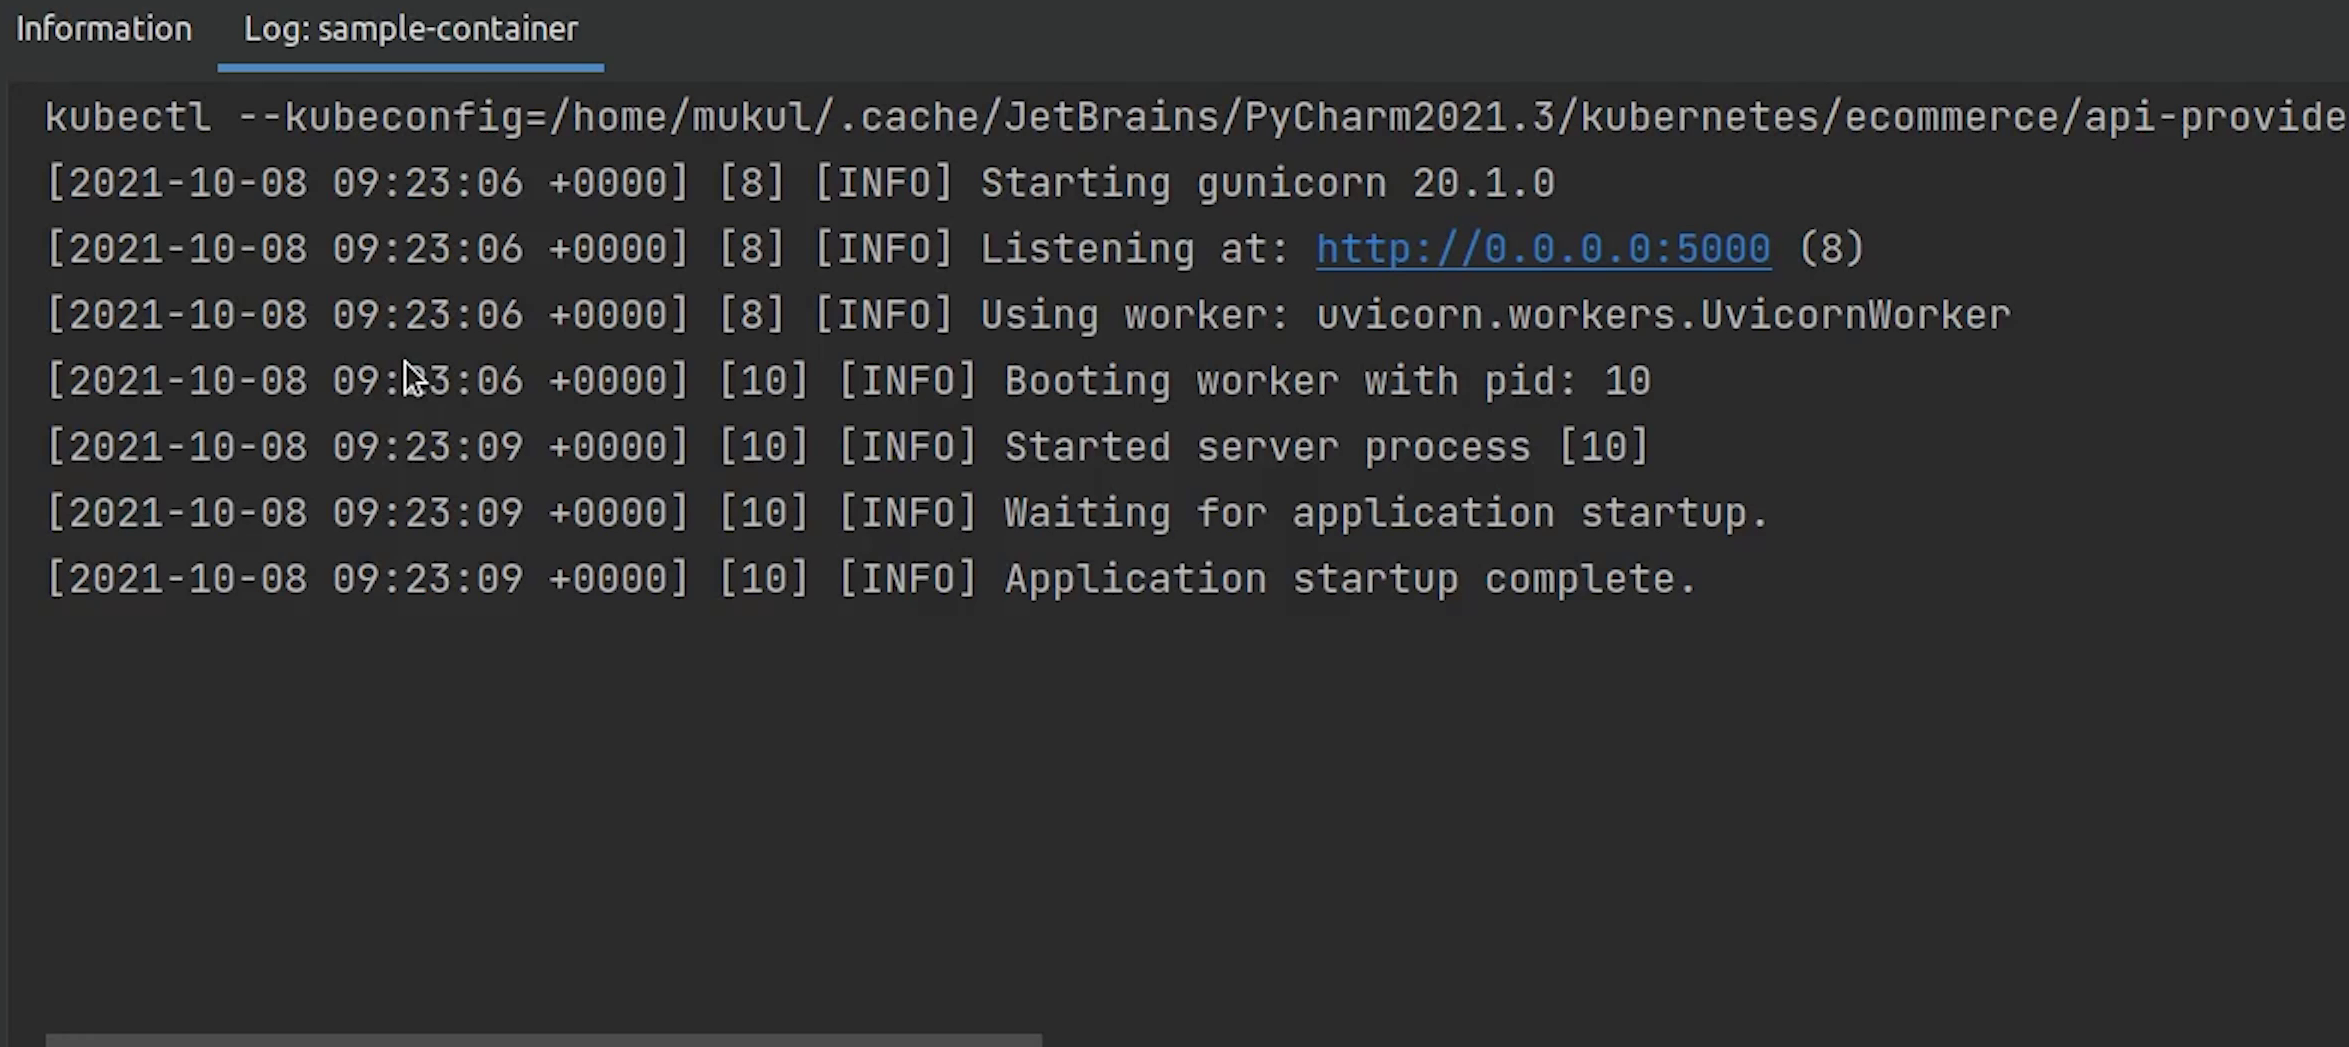 Information Log: sample-container
kubectl --kubeconfig=/home/mukul/.cache/JetBrains/PyCharm2021.3/kubernetes/ecommerce/api-provide
[2021-10-08 09:23:06 +0000] [8] [INFO] Starting gunicorn 20.1.0
[2021-10-08 09:23:06 +0000] [8] [INFO] Listening at: http://0.0.0.0:5000 (8)
[2021-10-08 09:23:06 +0000] [8] [INFO] Using worker: uvicorn.workers.UvicornWorker
[2021-10-08 09:23:06 +0000] [10] [INFO] Booting worker with pid: 10
[2021-10-08 09:23:09 +0000] [10] [INFO] Started server process [10]
[2021-10-08 09:23:09 +0000] [10] [INFO] Waiting for application startup.
[2021-10-08 09:23:09 +0000] [10] [INFO] Application startup complete.